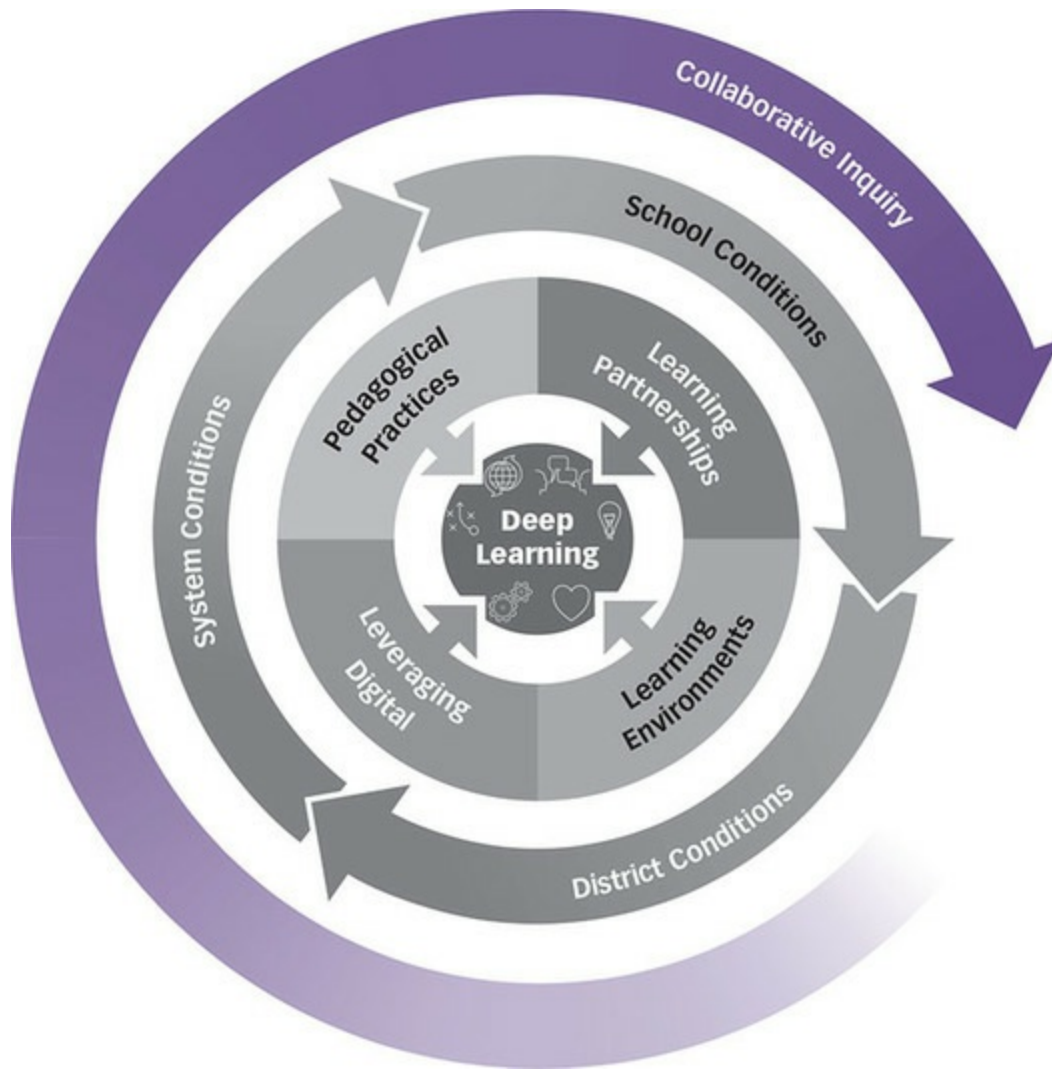 Collaborative Inquiry
School Conditions
Pedagogical
Practices
Learning
Partnerships
System Conditions
Deep
Learning
Leveraging
Digital
Learning
Environments
District Conditions